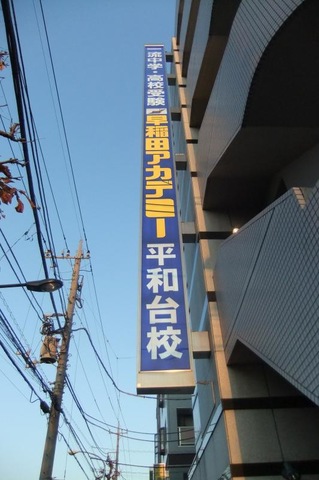 一流中学・高校受験
早稲田アカデミー
平和台校